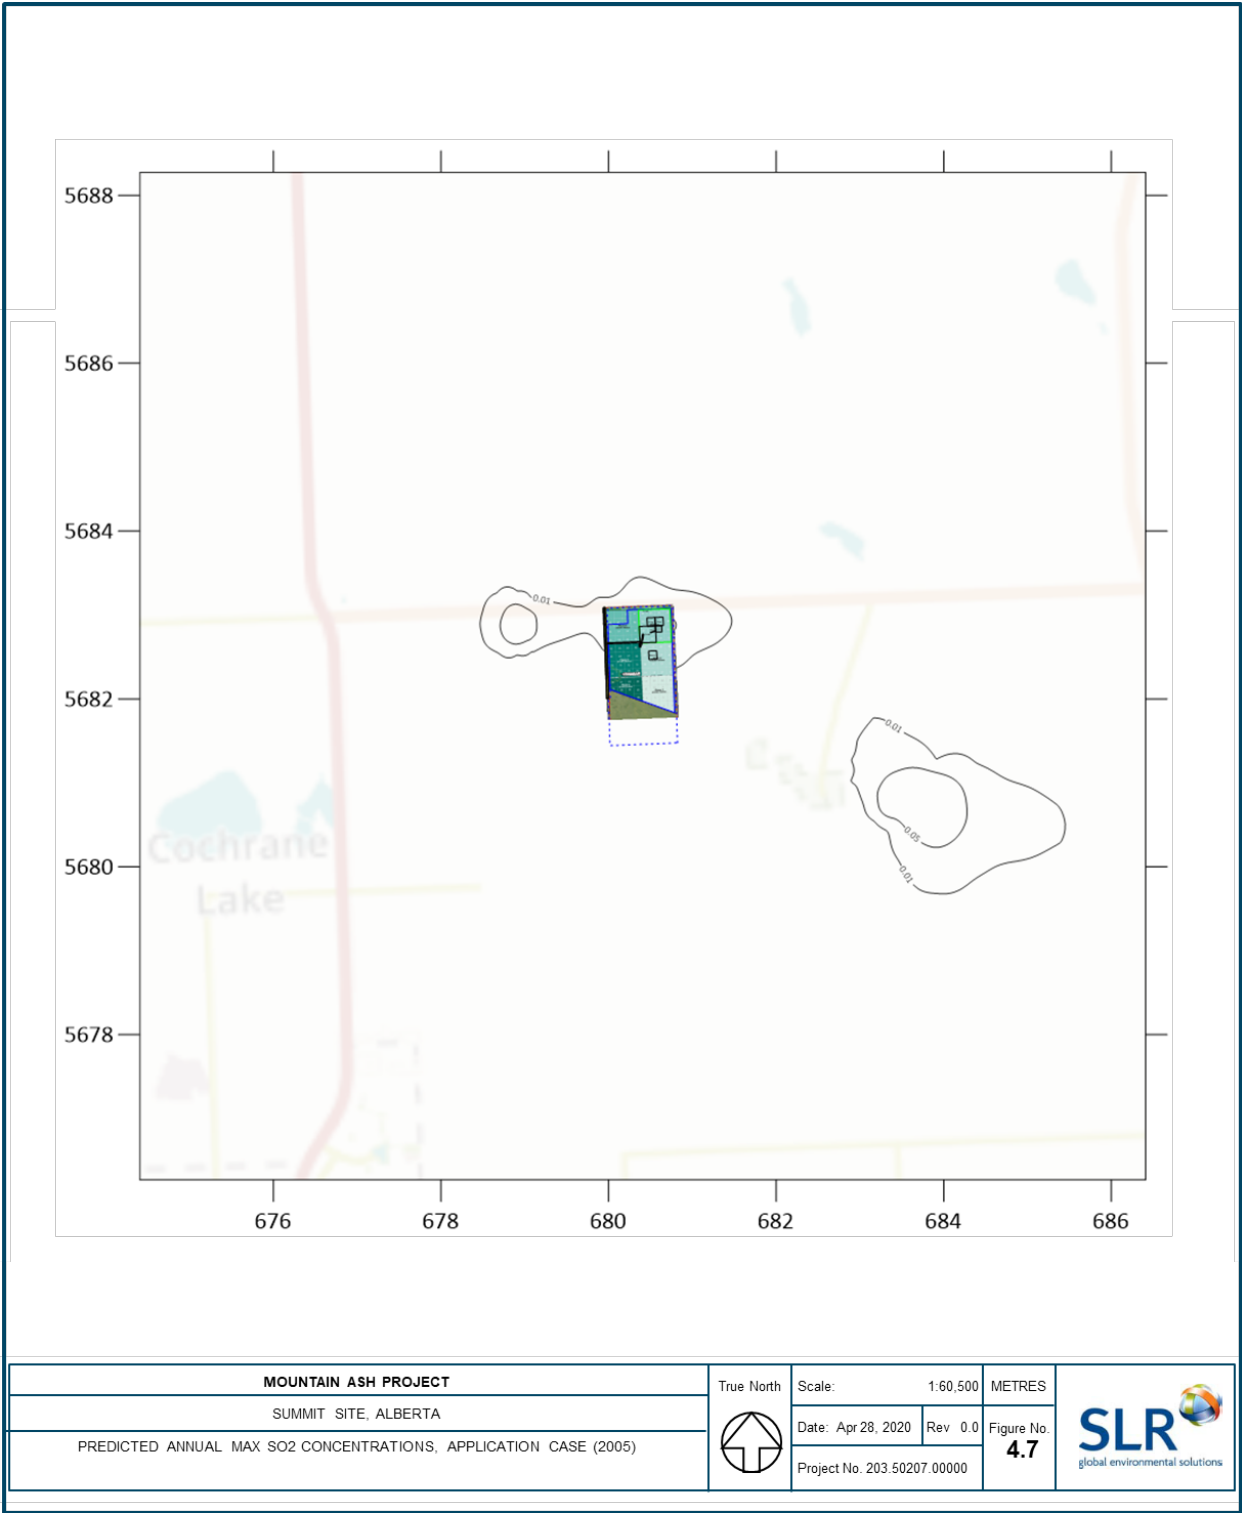 5688
5686
5684
0.01
5682
0.01
0.05
Cochrane
Lake
5680
0.01
5678
676 678 680 682 684 686
MOUNTAIN ASH PROJECT
SUMMIT SITE, ALBERTA
PREDICTED ANNUAL MAX SO2 CONCENTRATIONS, APPLICATION CASE (2005)
True North
Scale: 1:60,500
METRES
Date: Apr 28, 2020
Rev 0.0
Figure No.
4.7
Project No. 203.50207.00000
SLR
global environmental solutions